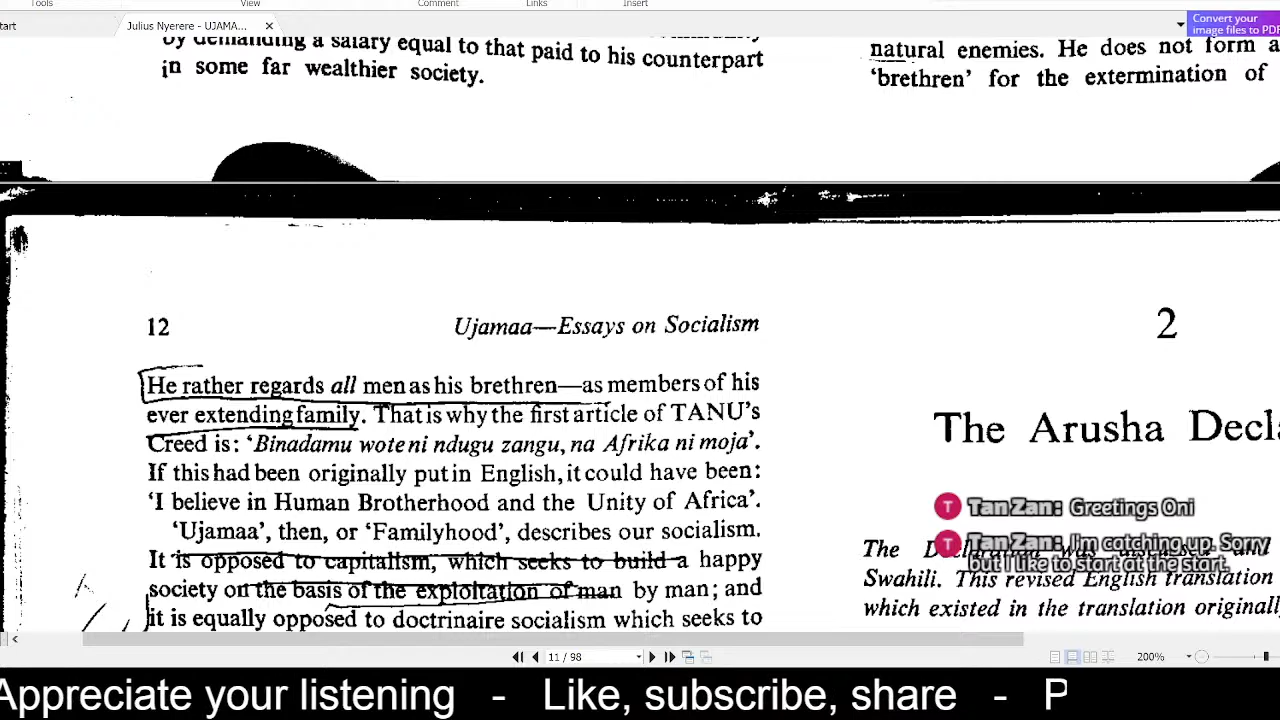 Tools View Comment Links Insert
tart Julius Nyerere - UJAMA... ×
Convert your
image files to PDF
by demanding a salary equal to that paid to his counterpart
in some far wealthier society.
natural enemies. He does not form a
‘brethren’ for the extermination of
12 Ujamaa—Essays on Socialism
He rather regards all men as his brethren—as members of his
ever extending family. That is why the first article of TANU’s
Creed is: ‘Binadamu wote ni ndugu zangu, na Afrika ni moja’.
If this had been originally put in English, it could have been:
‘I believe in Human Brotherhood and the Unity of Africa’.
‘Ujamaa’, then, or ‘Familyhood’, describes our socialism.
It is opposed to capitalism, which seeks to build a happy
society on the basis of the exploitation of man by man; and
it is equally opposed to doctrinaire socialism which seeks to
2
The Arusha Decla
The Declaration was discussed and
Swahili. This revised English translation
which existed in the translation originally
T Tan Zan: Greetings Oni
T Tan Zan: I'm catching up. Sorry
but I like to start at the start.
11 / 98
200%
Appreciate your listening - Like, subscribe, share - P